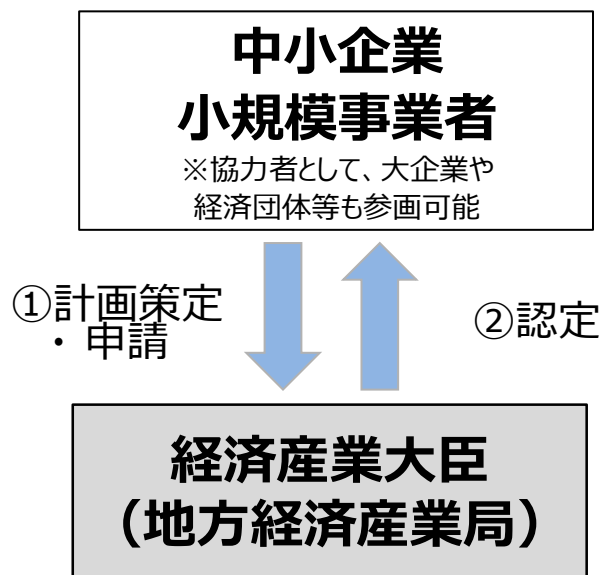 中小企業
小規模事業者
※協力者として、大企業や
経済団体等も参画可能
①計画策定
・申請
②認定
経済産業大臣
（地方経済産業局）